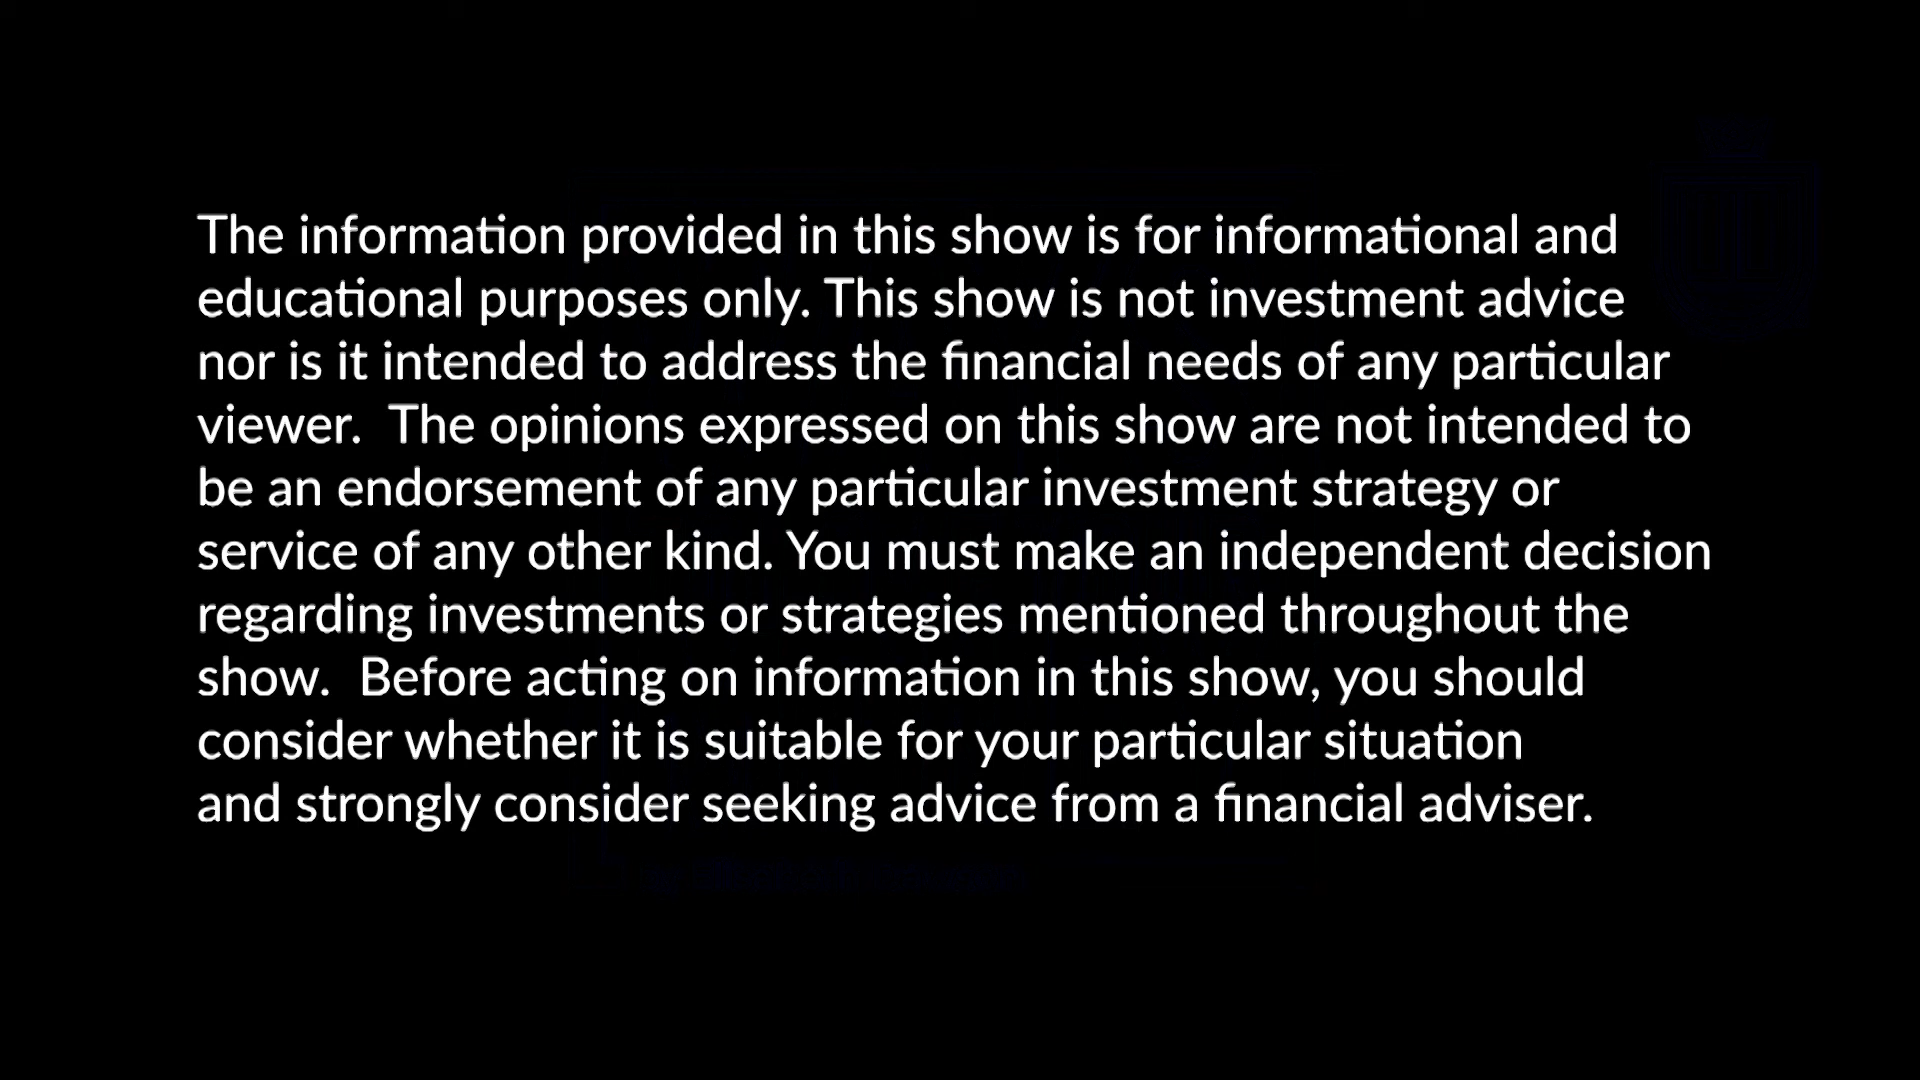 The information provided in this show is for informational and
educational purposes only. This show is not investment advice
nor is it intended to address the financial needs of any particular
viewer.  The opinions expressed on this show are not intended to
be an endorsement of any particular investment strategy or
service of any other kind. You must make an independent decision
regarding investments or strategies mentioned throughout the
show.  Before acting on information in this show, you should
consider whether it is suitable for your particular situation
and strongly consider seeking advice from a financial adviser.